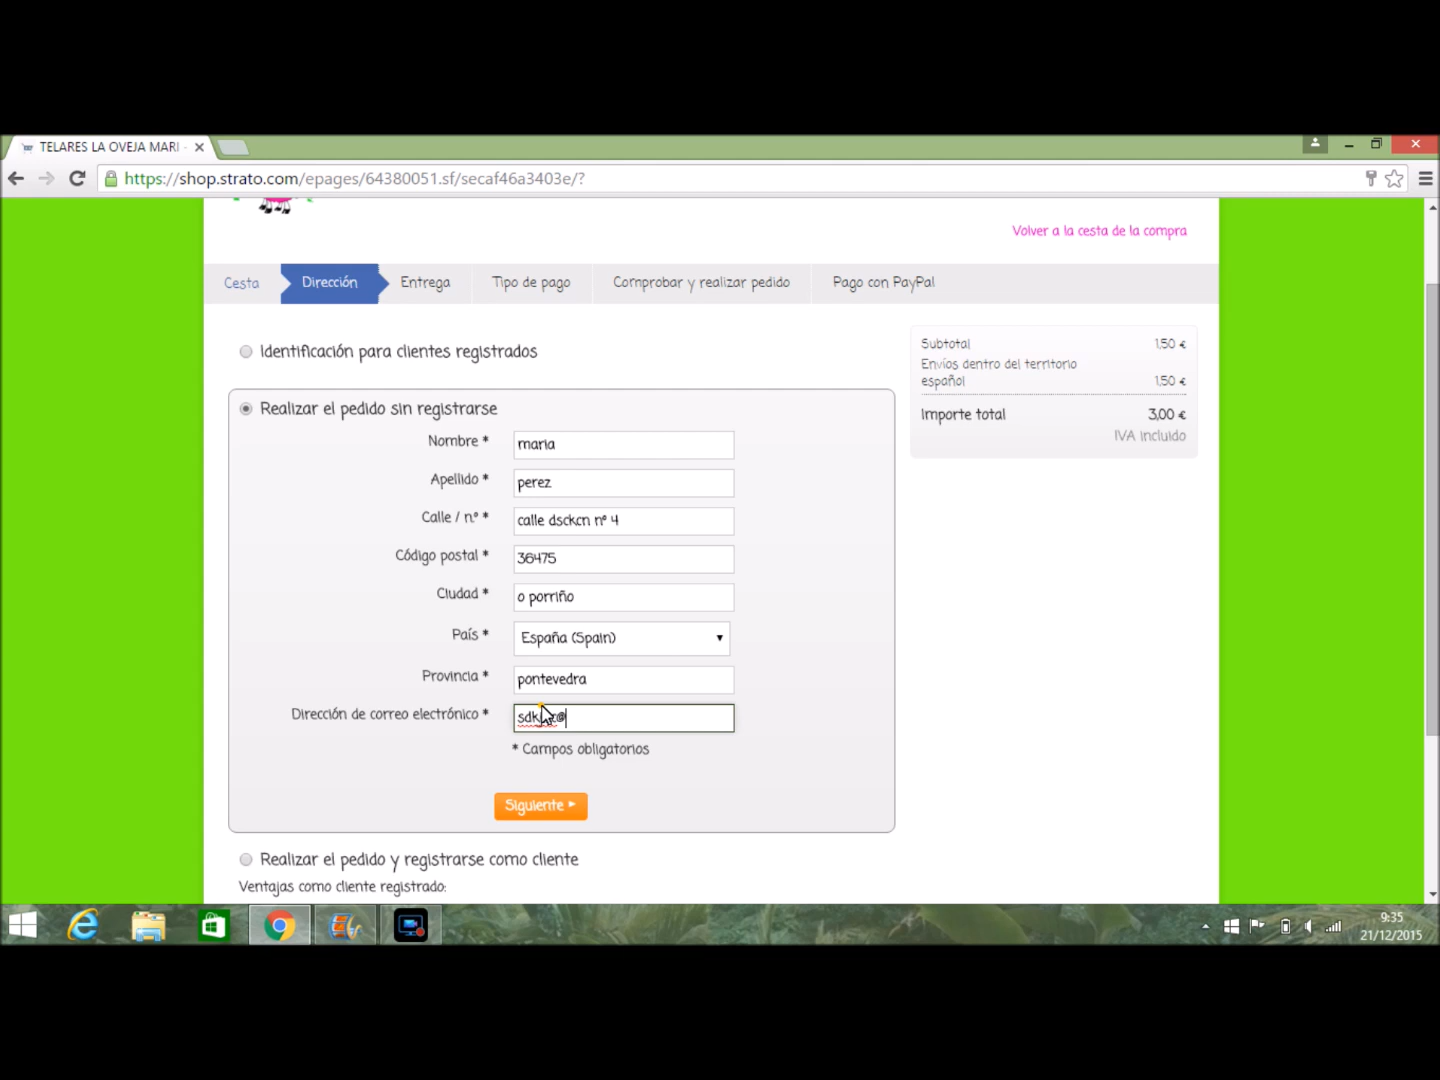 TELARES LA OVEJA MARI -
https://shop.strato.com/epages/64380051.sf/secaf46a3403e/?
Volver a la cesta de la compra
Cesta
Dirección
Entrega
Tipo de pago
Comprobar y realizar pedido
Pago con PayPal
Identificación para clientes registrados
Realizar el pedido sin registrarse
Nombre * maria
Apellido * perez
Calle / n.º * calle dsckcn nº 4
Código postal * 36475
Ciudad * o porriño
País * España (Spain)
Provincia * pontevedra
Dirección de correo electrónico *
* Campos obligatorios
Siguiente
Realizar el pedido y registrarse como cliente
Ventajas como cliente registrado:
Subtotal 1,50 €
Envíos dentro del territorio
español 1,50 €
Importe total 3,00 €
IVA incluido
9:35
21/12/2015